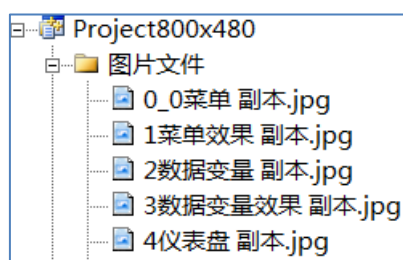 Project800x480
图片文件
0_0菜单 副本.jpg
1菜单效果 副本.jpg
2数据变量 副本.jpg
3数据变量效果 副本.jpg
4仪表盘 副本.jpg